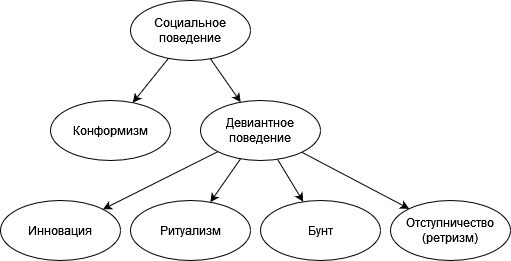 Социальное
поведение
Конформизм
Девиантное
поведение
Инновация
Ритуализм
Бунт
Отступничество
(ретризм)